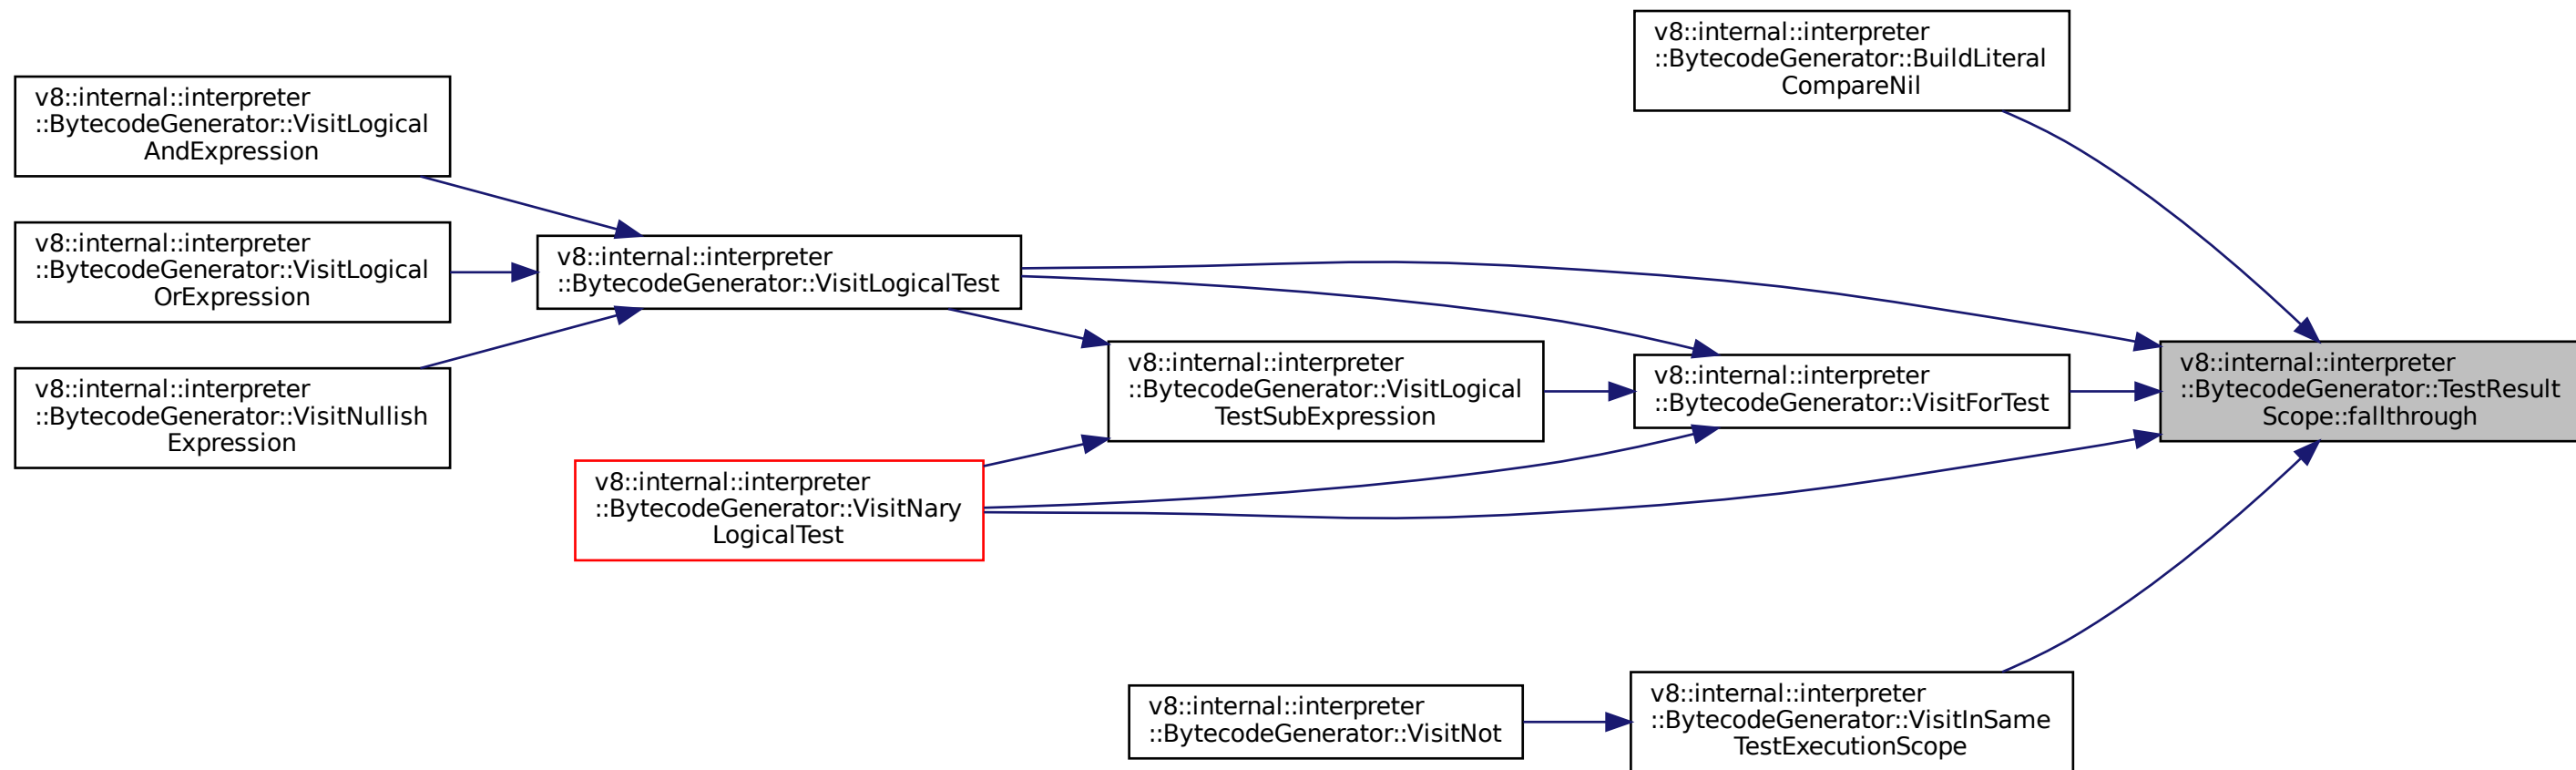 v8::internal::interpreter
::BytecodeGenerator::BuildLiteral
CompareNil
v8::internal::interpreter
::BytecodeGenerator::VisitLogical
AndExpression
v8::internal::interpreter
::BytecodeGenerator::VisitLogical
OrExpression
v8::internal::interpreter
::BytecodeGenerator::VisitLogicalTest
v8::internal::interpreter
::BytecodeGenerator::VisitLogical
TestSubExpression
v8::internal::interpreter
::BytecodeGenerator::VisitForTest
v8::internal::interpreter
::BytecodeGenerator::TestResult
Scope::fallthrough
v8::internal::interpreter
::BytecodeGenerator::VisitNullish
Expression
v8::internal::interpreter
::BytecodeGenerator::VisitNary
LogicalTest
v8::internal::interpreter
::BytecodeGenerator::VisitNot
v8::internal::interpreter
::BytecodeGenerator::VisitInSame
TestExecutionScope